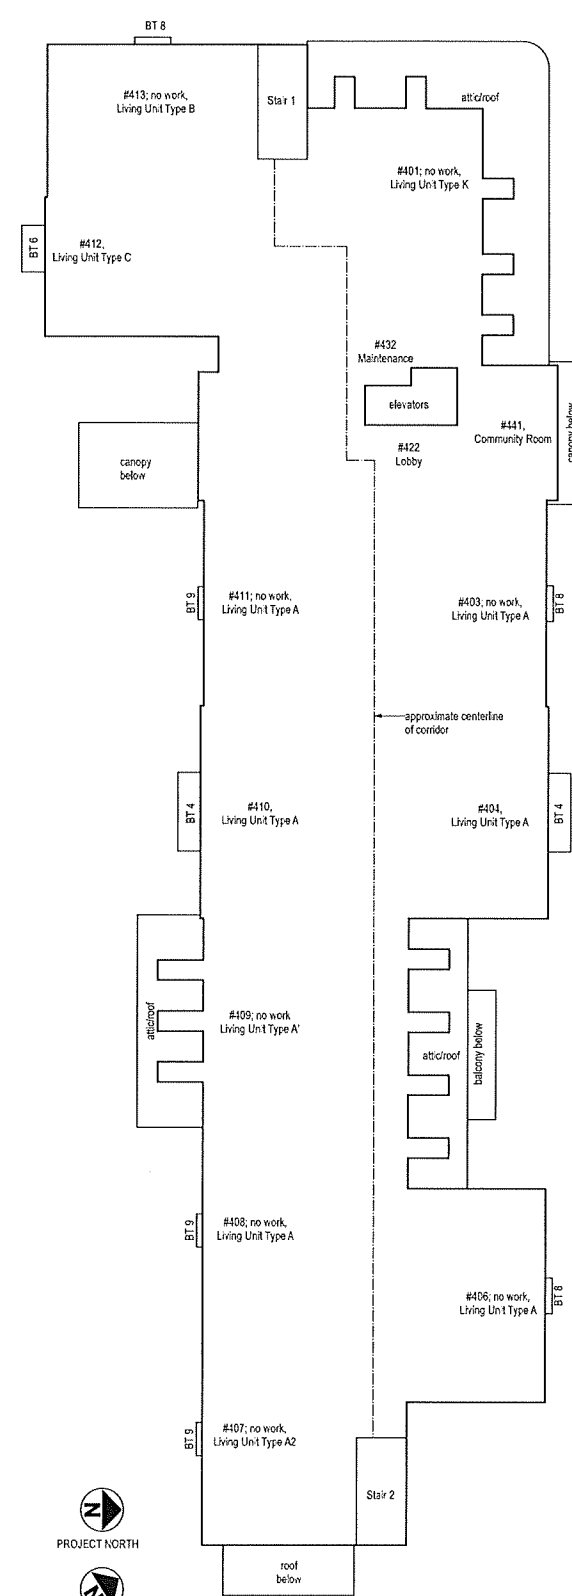 BT 8
#413; no work,
Living Unit Type B
Stair 1
attic/roof
#401; no work,
Living Unit Type K
BT 6
#412,
Living Unit Type C
#432
Maintenance
elevators
#441,
Community Room
canopy below
#422
Lobby
canopy
below
BT 9
#411; no work,
Living Unit Type A
#403; no work,
Living Unit Type A
BT 8
approximate centerline
of corridor
BT 4
#410,
Living Unit Type A
#404,
Living Unit Type A
BT 4
attic/roof
#409; no work
Living Unit Type A'
attic/roof
balcony below
BT 9
#408; no work,
Living Unit Type A
#406; no work,
Living Unit Type A
BT 8
BT 9
#407; no work,
Living Unit Type A2
Stair 2
N
PROJECT NORTH
roof
below
N